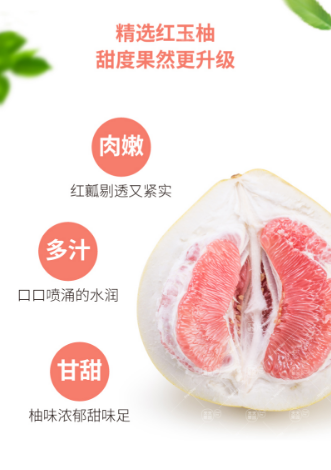 精选红玉柚
甜度果然更升级
肉嫩
红瓤剔透又紧实
多汁
口口喷涌的水润
甘甜
柚味浓郁甜味足